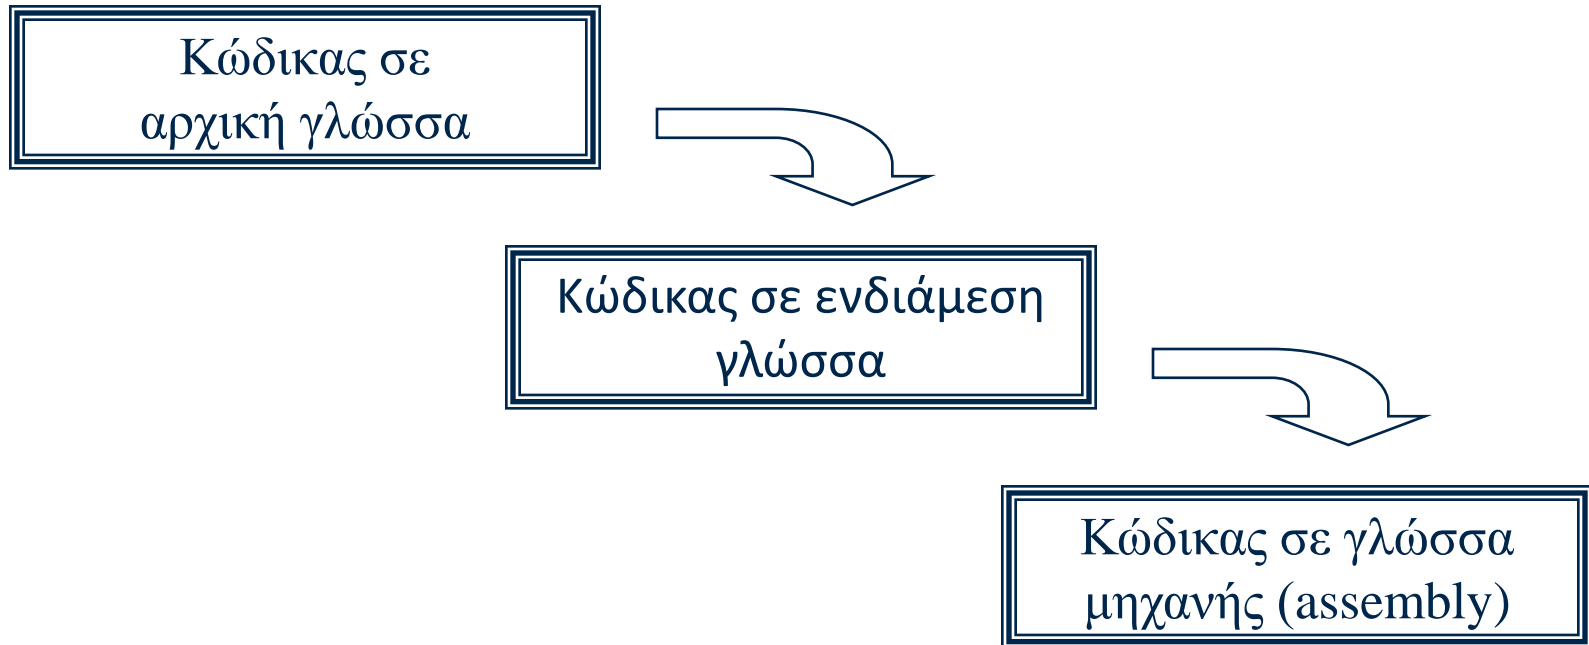 Κώδικας σε
αρχική γλώσσα
Κώδικας σε ενδιάμεση
γλώσσα
Κώδικας σε γλώσσα
μηχανής (assembly)